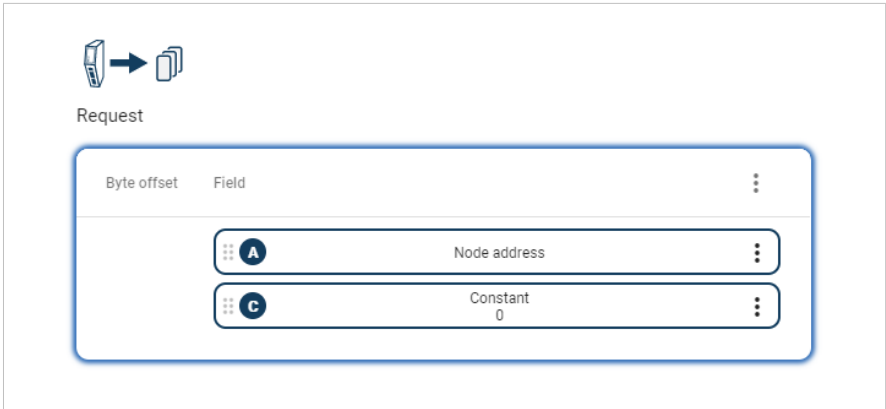 Request
Byte offset Field
A Node address
C Constant
0